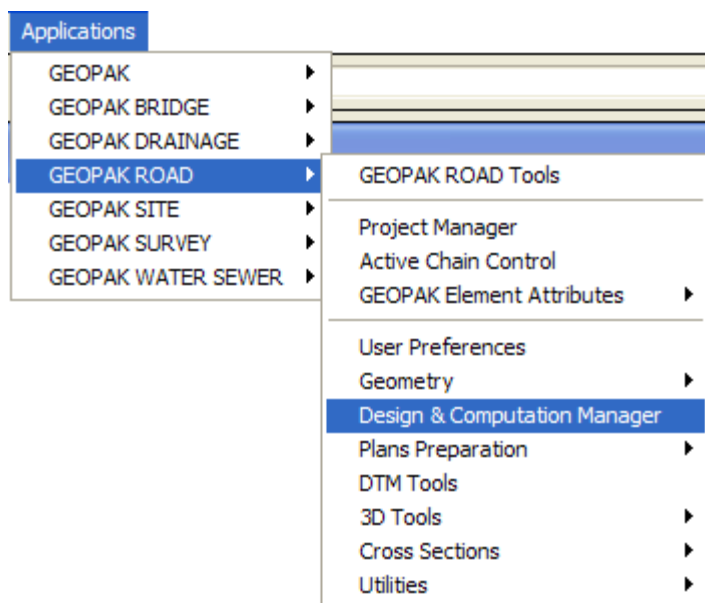 Applications
GEOPAK
GEOPAK BRIDGE
GEOPAK DRAINAGE
GEOPAK ROAD
GEOPAK SITE
GEOPAK SURVEY
GEOPAK WATER SEWER
GEOPAK ROAD Tools
Project Manager
Active Chain Control
GEOPAK Element Attributes
User Preferences
Geometry
Design & Computation Manager
Plans Preparation
DTM Tools
3D Tools
Cross Sections
Utilities